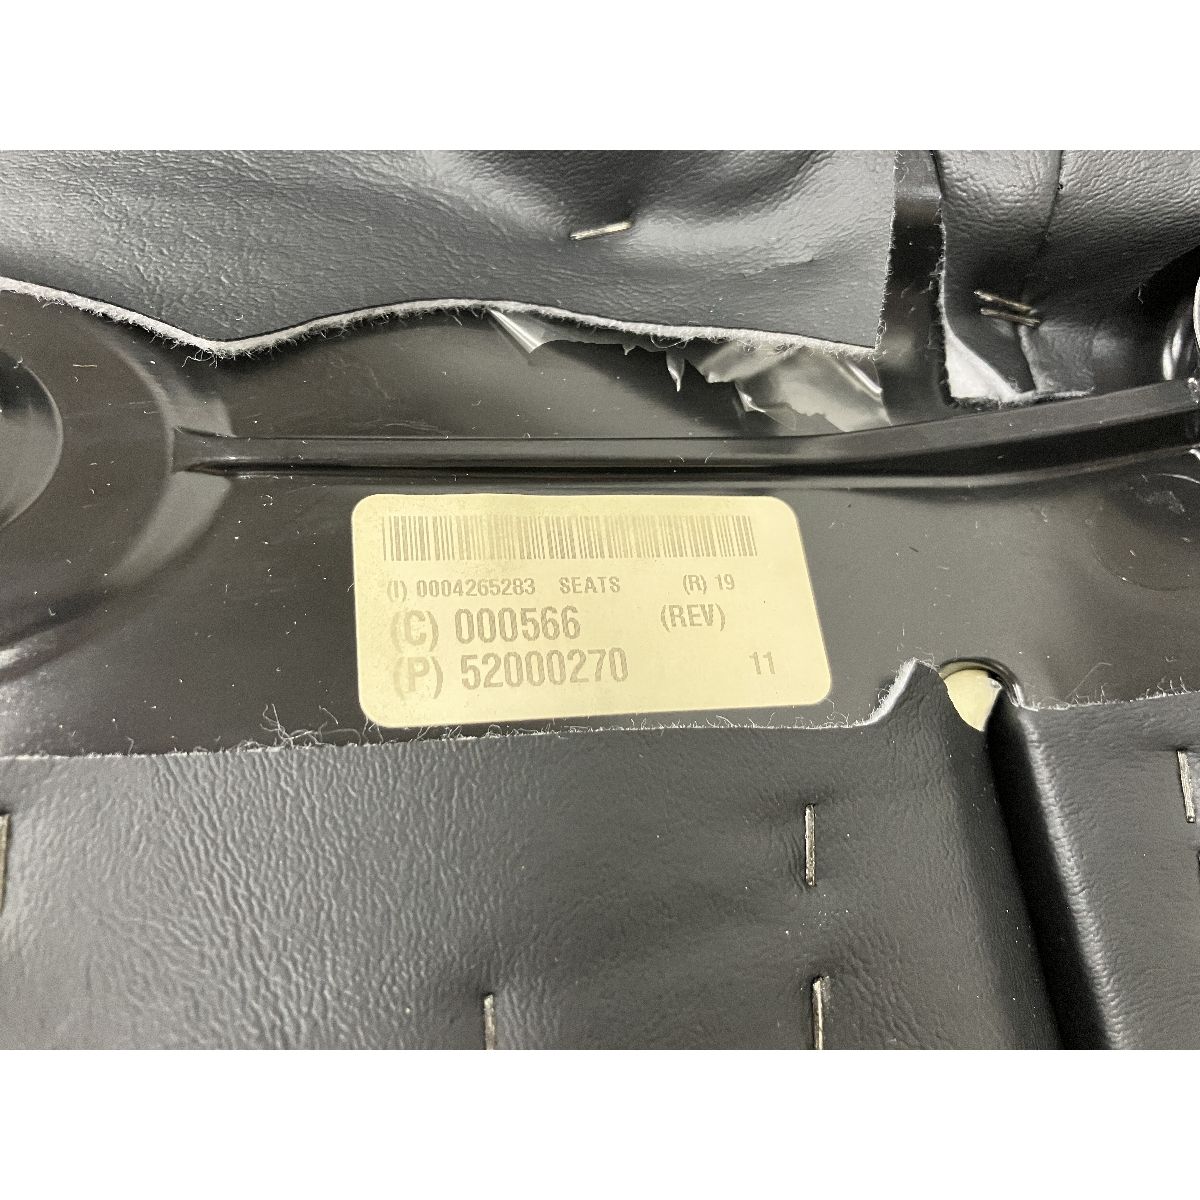 (I) 0004265283 SEATS (R) 19
(C) 000566 (REV)
(P) 52000270 11